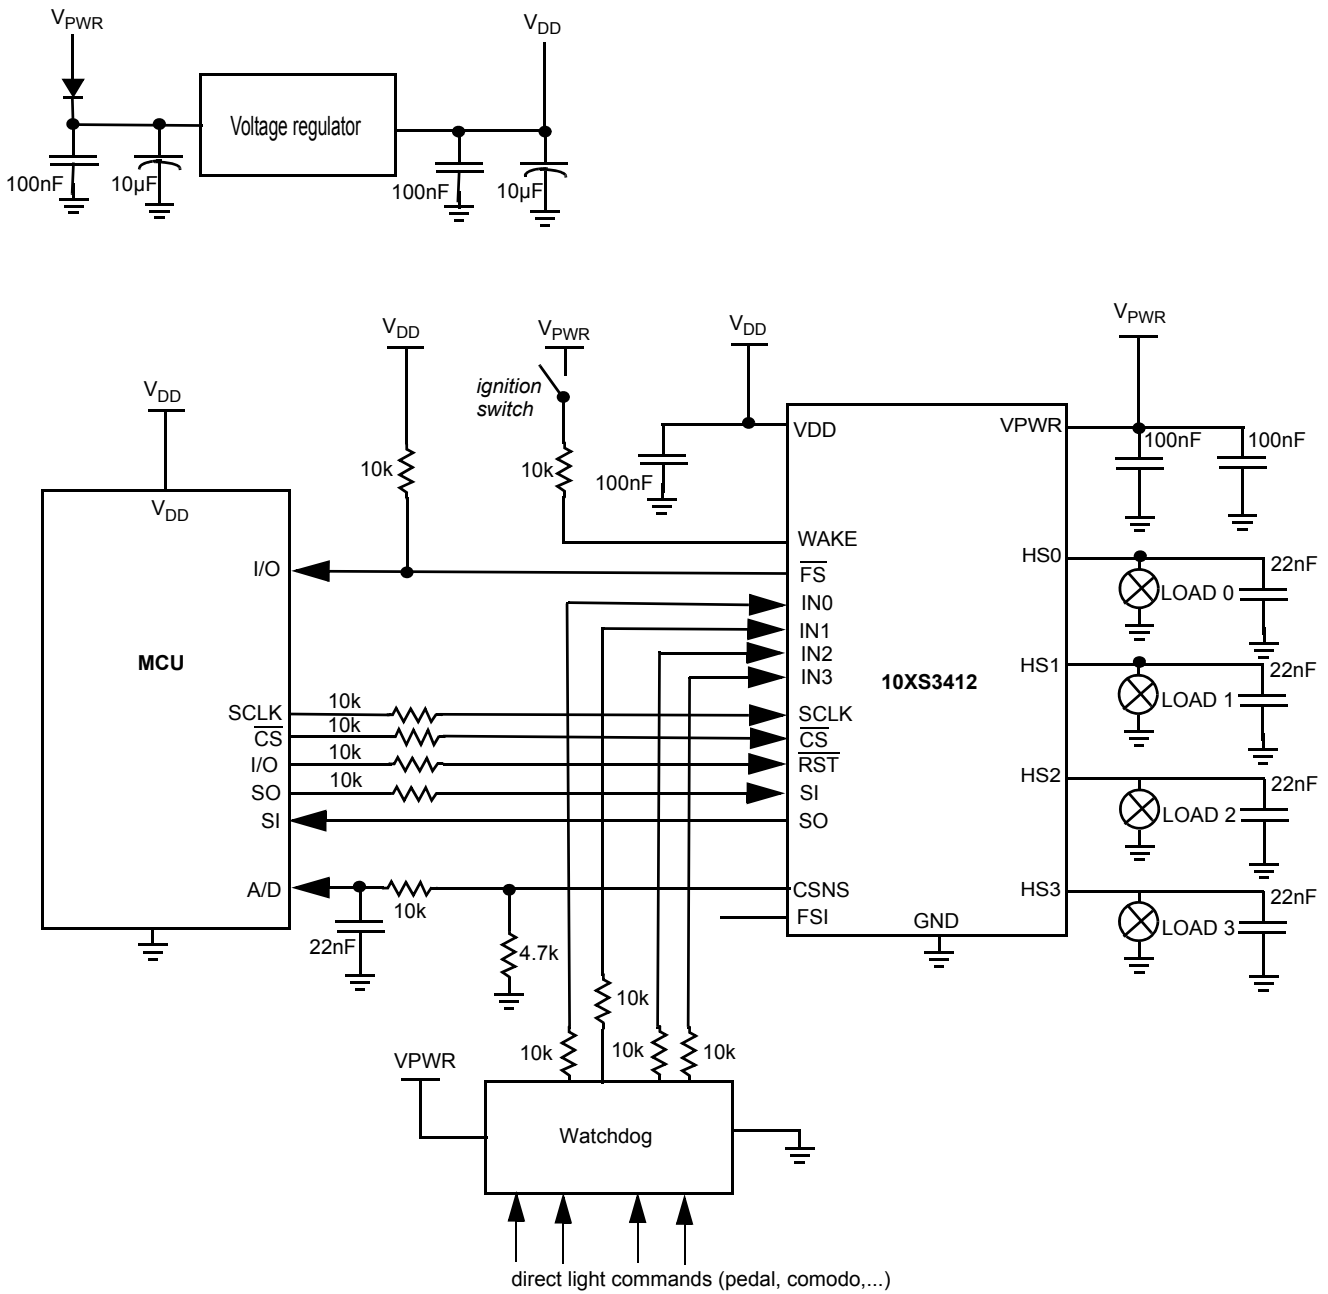 VPWR
VDD
Voltage regulator
100nF
10µF
100nF
10µF
VDD
VPWR
VDD
VPWR
ignition
switch
VDD
10k
10k
100nF
VDD
VPWR
100nF
100nF
VDD
WAKE
I/O
FS
HS0
22nF
LOAD 0
IN0
IN1
IN2
IN3
MCU
10XS3412
HS1
22nF
LOAD 1
SCLK
10k
SCLK
CS
10k
CS
I/O
10k
RST
SO
10k
SI
SI
SO
HS2
22nF
LOAD 2
A/D
10k
CSNS
FSI
GND
HS3
22nF
LOAD 3
22nF
4.7k
10k
10k
10k
10k
VPWR
Watchdog
direct light commands (pedal, comodo,...)